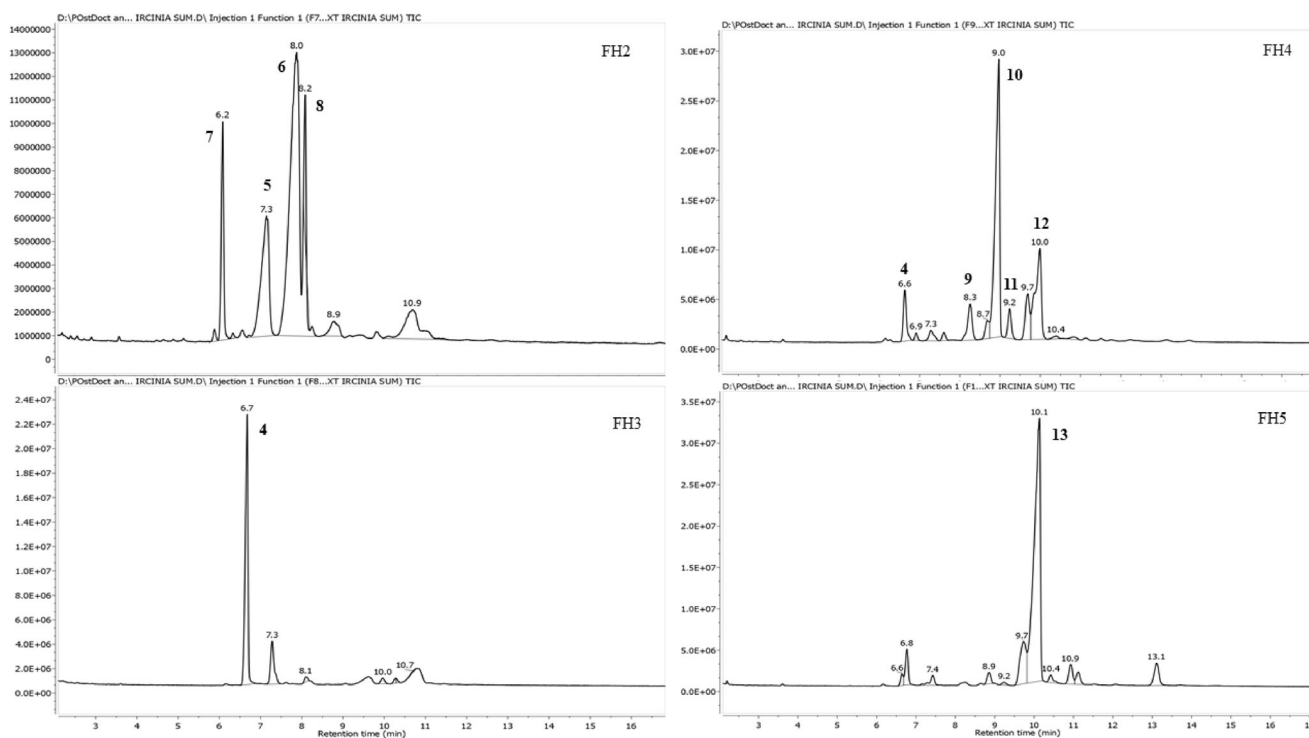 D:\POstDoct an... IRCINIA SUM.D\ Injection 1 Function 1 (F7...XT IRCINIA SUM) TIC
FH2
14000000
13000000
12000000
11000000
10000000
9000000
8000000
7000000
6000000
5000000
4000000
3000000
2000000
1000000
0
7
6.2
5
7.3
6
8.0
8.2
8
8.9
10.9
D:\POstDoct an... IRCINIA SUM.D\ Injection 1 Function 1 (F9...XT IRCINIA SUM) TIC
FH4
3.0E+07
2.5E+07
2.0E+07
1.5E+07
1.0E+07
5.0E+06
0.0E+00
4
6.6
6.9
7.3
9
8.3
8.7
9.0
10
11
9.2
9.7
12
10.0
10.4
D:\POstDoct an... IRCINIA SUM.D\ Injection 1 Function 1 (F8...XT IRCINIA SUM) TIC
FH3
2.4E+07
2.2E+07
2.0E+07
1.8E+07
1.6E+07
1.4E+07
1.2E+07
1.0E+07
8.0E+06
6.0E+06
4.0E+06
2.0E+06
0.0E+00
6.7
4
7.3
8.1
10.0
10.7
3 4 5 6 7 8 9 10 11 12 13 14 16
Retention time (min)
D:\POstDoct an... IRCINIA SUM.D\ Injection 1 Function 1 (F1...XT IRCINIA SUM) TIC
FH5
3.5E+07
3.0E+07
2.5E+07
2.0E+07
1.5E+07
1.0E+07
5.0E+06
0.0E+00
6.6
6.8
7.4
8.9
9.2
9.7
10.1
13
10.4
10.9
13.1
3 4 5 6 7 8 9 10 11 12 13 14 16
Retention time (min)